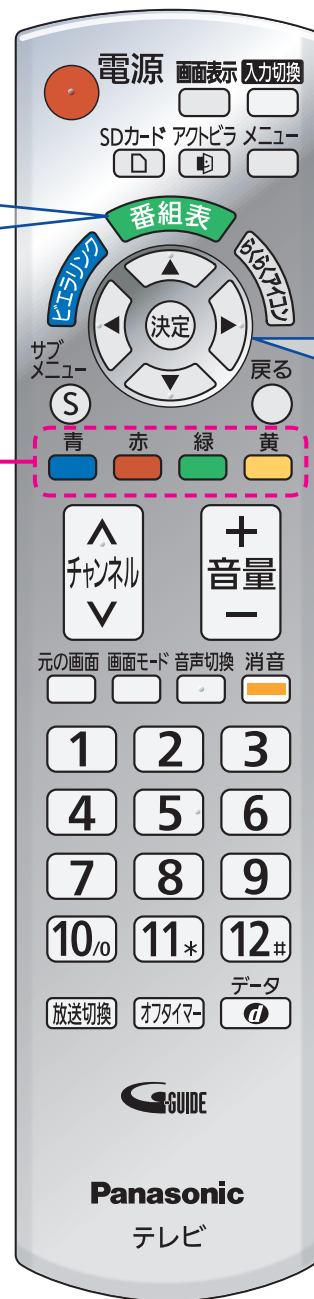 電源 画面表示 入力切換
SDカード アクトビラ メニュー
番組表
ビエラリンク
らくらくアイコン
決定
サブ
メニュー
S
戻る
青 赤 緑 黄
チャンネル
+
音量
−
元の画面 画面モード 音声切換 消音
1 2 3
4 5 6
7 8 9
10/0 11* 12#
データ
放送切換 オフタイマー d
G-GUIDE
Panasonic
テレビ